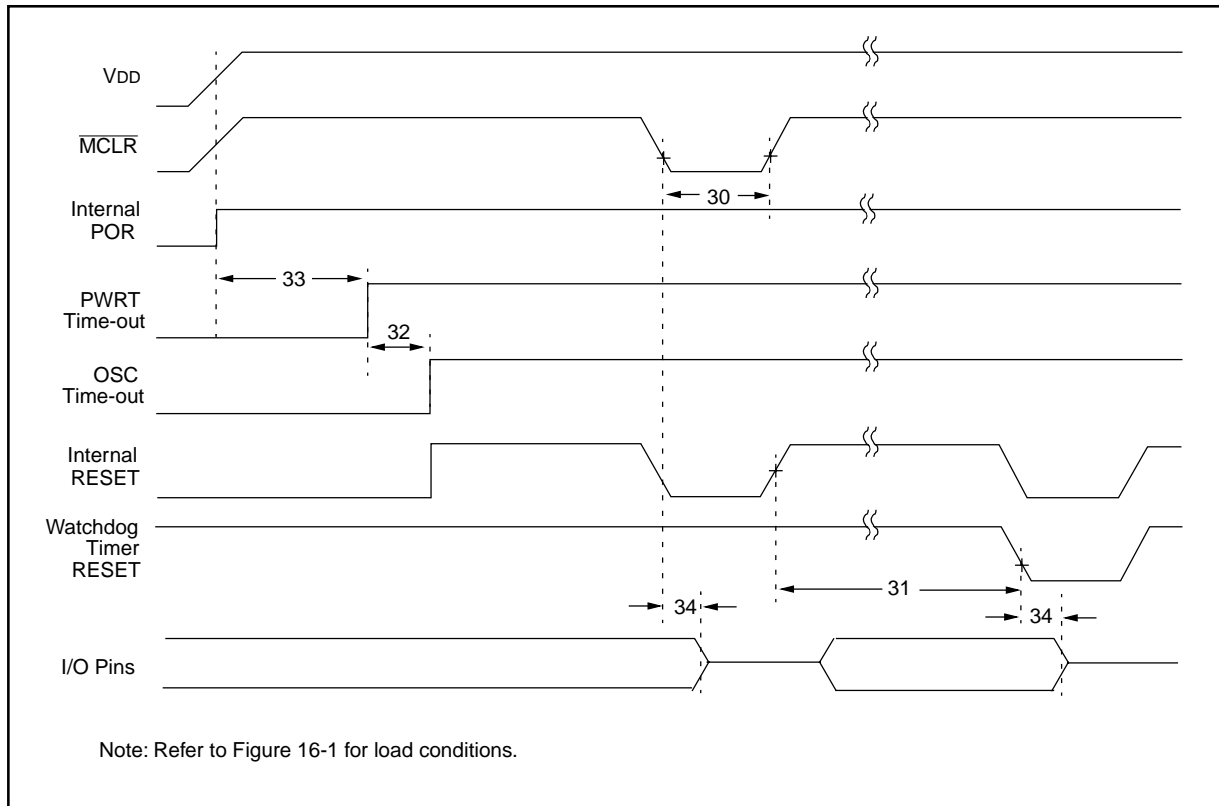 VDD
MCLR
30
Internal
POR
33
PWRT
Time-out
32
OSC
Time-out
Internal
RESET
Watchdog
Timer
RESET
31
34
34
I/O Pins
Note: Refer to Figure 16-1 for load conditions.